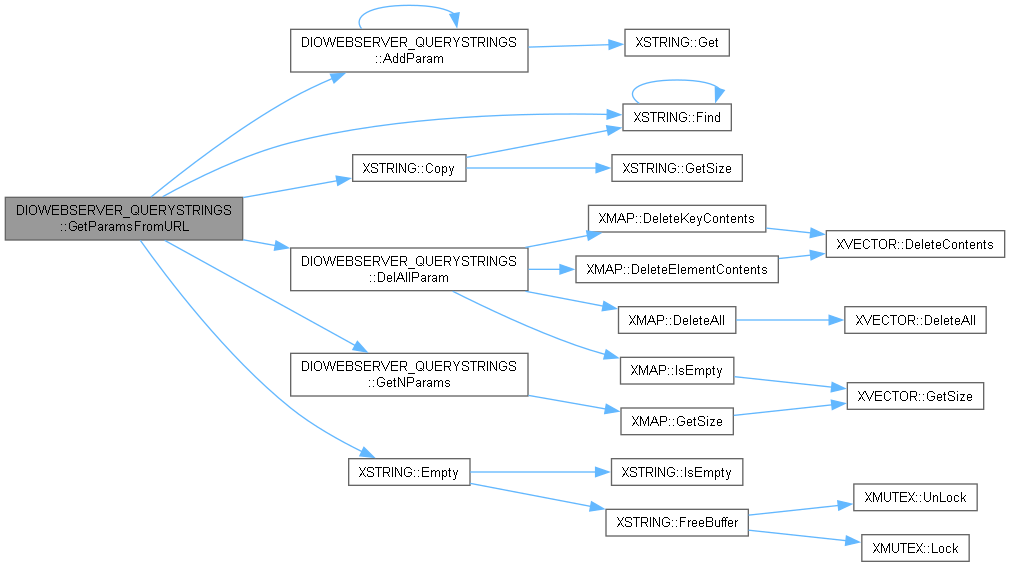 DIOWEBSERVER_QUERYSTRINGS
::GetParamsFromURL
DIOWEBSERVER_QUERYSTRINGS
::AddParam
XSTRING::Get
XSTRING::Find
XSTRING::Copy
XSTRING::GetSize
DIOWEBSERVER_QUERYSTRINGS
::DelAllParam
XMAP::DeleteKeyContents
XVECTOR::DeleteContents
XMAP::DeleteElementContents
XMAP::DeleteAll
XVECTOR::DeleteAll
XMAP::IsEmpty
XVECTOR::GetSize
DIOWEBSERVER_QUERYSTRINGS
::GetNParams
XMAP::GetSize
XSTRING::Empty
XSTRING::IsEmpty
XSTRING::FreeBuffer
XMUTEX::UnLock
XMUTEX::Lock